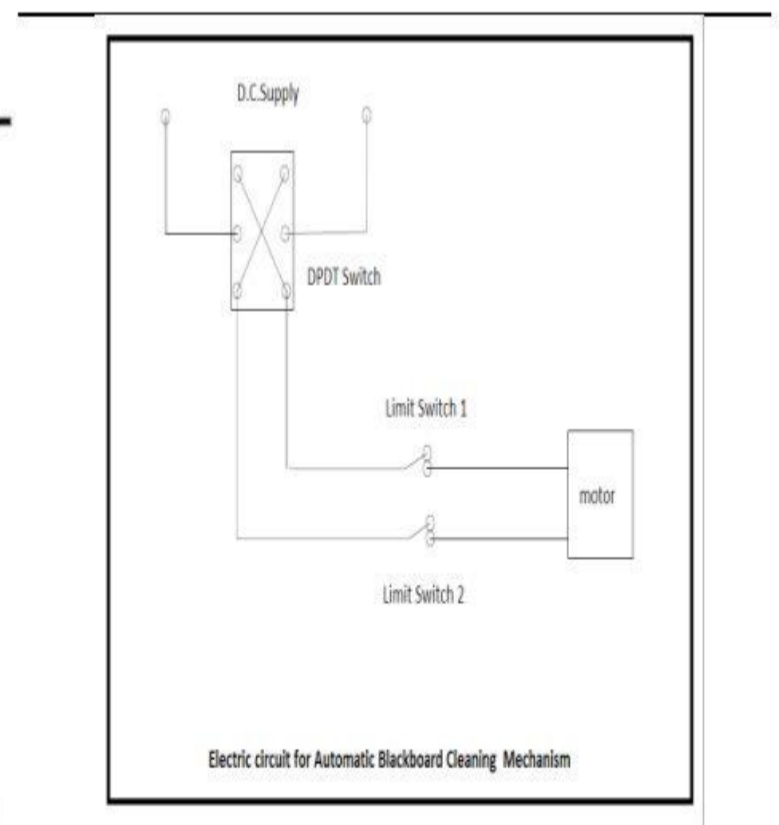 D.C.Supply
DPDT Switch
Limit Switch 1
motor
Limit Switch 2
Electric circuit for Automatic Blackboard Cleaning Mechanism